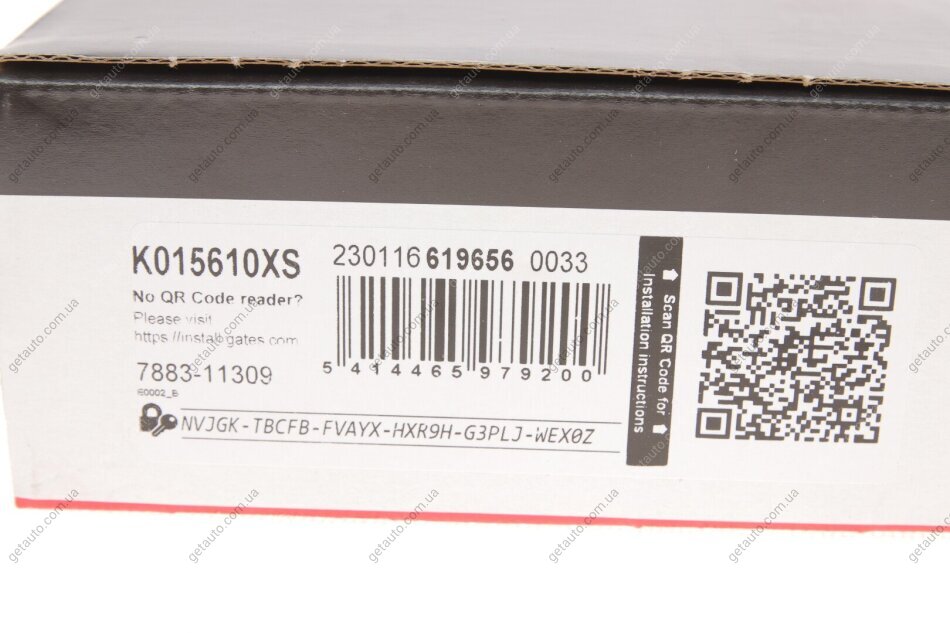 K015610XS
230116 619656 0033
No QR Code reader?
Please visit
https://install.gates.com
5 414465 979200
7883-11309
60002_B
NVJGK-TBCFB-FVAYX-HXR9H-G3PLJ-WEX0Z
Scan QR Code for
Installation instructions
getauto.com.ua